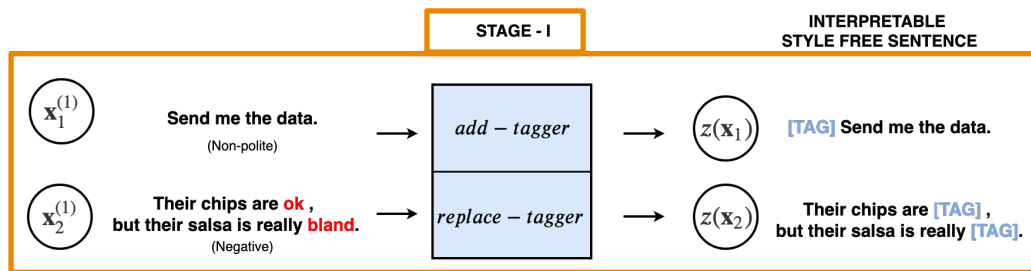 STAGE - I
INTERPRETABLE
STYLE FREE SENTENCE
x₁⁽¹⁾
Send me the data.
(Non-polite)
add − tagger
z(x₁)
[TAG] Send me the data.
x₂⁽¹⁾
Their chips are ok ,
but their salsa is really bland.
(Negative)
replace − tagger
z(x₂)
Their chips are [TAG] ,
but their salsa is really [TAG].